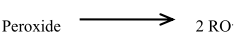 Peroxide ⟶ 2 RO·